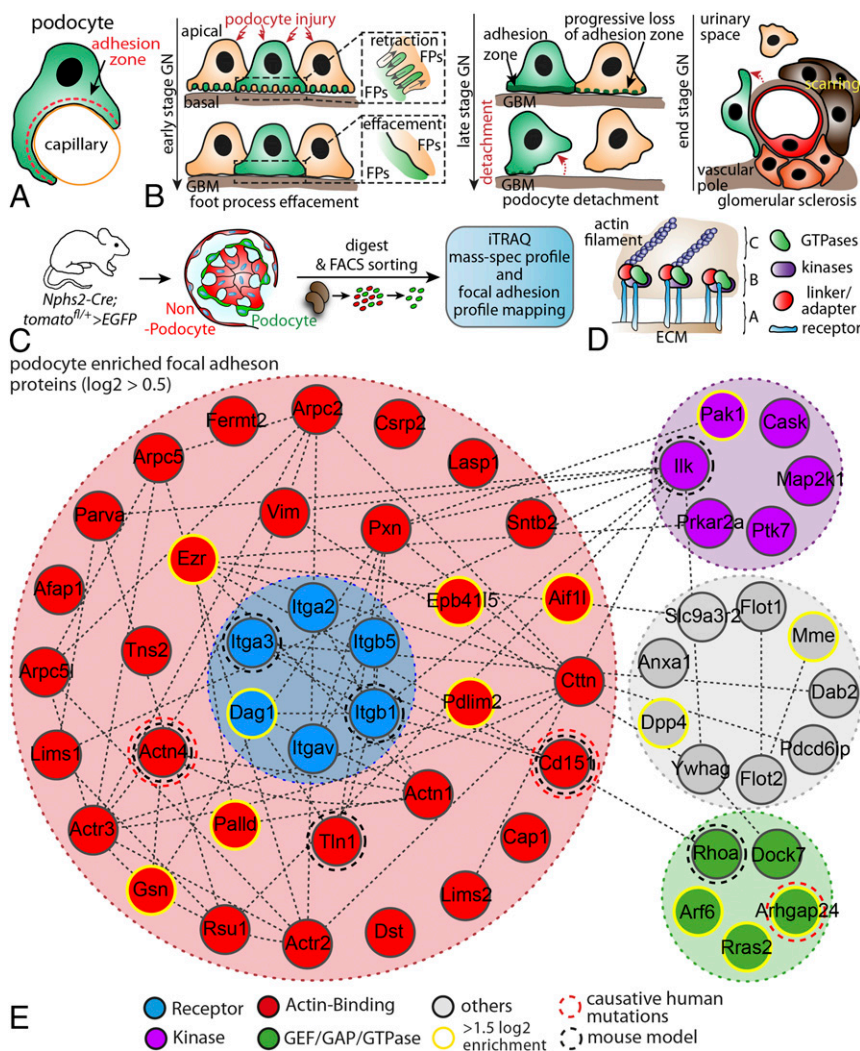 podocyte
adhesion
zone
capillary
A
early stage GN
apical
podocyte injury
basal
retraction
FPs
FPs
effacement
FPs
FPs
GBM
foot process effacement
B
late stage GN
adhesion
zone
progressive loss
of adhesion zone
GBM
detachment
GBM
podocyte detachment
end stage GN
urinary
space
scarring
vascular
pole
glomerular sclerosis
Nphs2-Cre;
tomatofl/+>EGFP
Non
-Podocyte
Podocyte
digest
& FACS sorting
iTRAQ
mass-spec profile
and
focal adhesion
profile mapping
C
actin
filament
ECM
C
B
A
GTPases
kinases
linker/
adapter
receptor
D
podocyte enriched focal adheson
proteins (log2 > 0.5)
Arpc2
Fermt2
Csrp2
Arpc5
Lasp1
Parva
Vim
Pxn
Sntb2
Ezr
Afap1
Epb41l5
Aif1l
Itga2
Itga3
Itgb5
Tns2
Arpc5l
Cttn
Dag1
Itgb1
Pdlim2
Itgav
Lims1
Actn4
Cd151
Actn1
Actr3
Palld
Tln1
Cap1
Gsn
Lims2
Rsu1
Actr2
Dst
Pak1
Cask
Ilk
Map2k1
Prkar2a
Ptk7
Slc9a3r2
Flot1
Mme
Anxa1
Dab2
Dpp4
Pdcd6ip
Ywhag
Flot2
Rhoa
Dock7
Arf6
Arhgap24
Rras2
E
Receptor
Actin-Binding
others
causative human
mutations
Kinase
GEF/GAP/GTPase
>1.5 log2
enrichment
mouse model